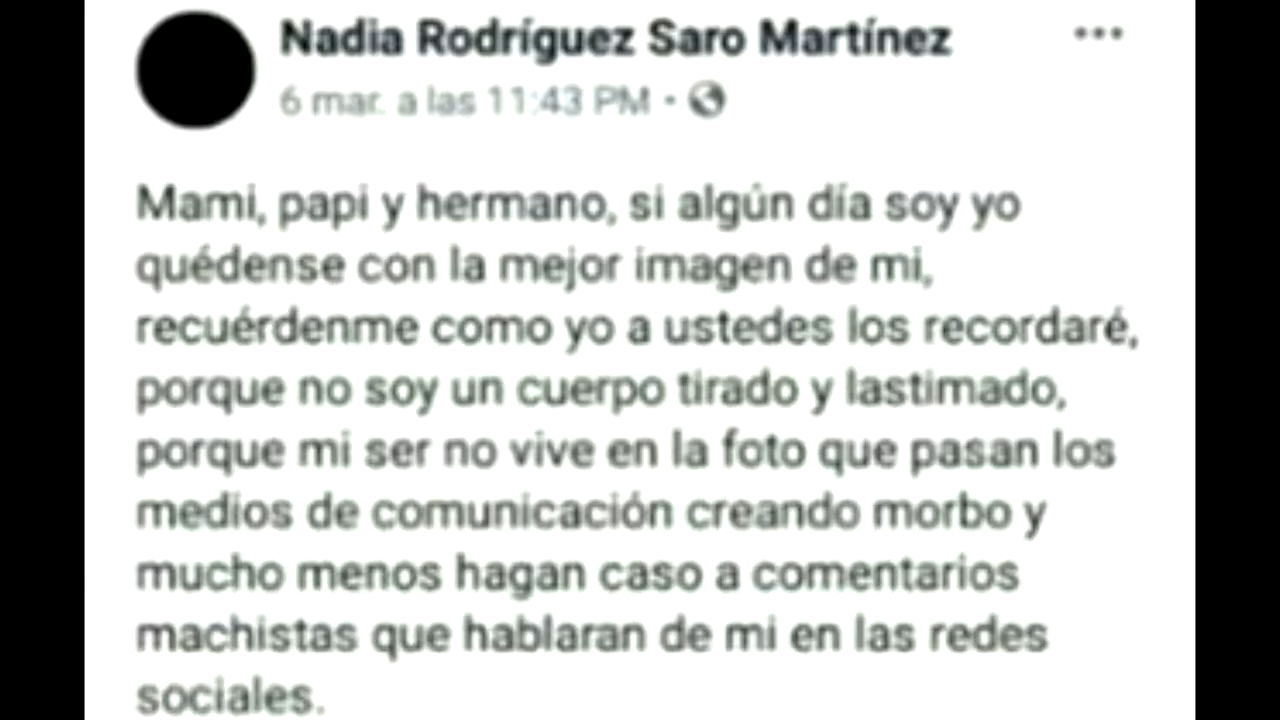 Nadia Rodríguez Saro Martínez
6 mar. a las 11:43 PM ·
Mami, papi y hermano, si algún día soy yo
quédense con la mejor imagen de mi,
recuérdenme como yo a ustedes los recordaré,
porque no soy un cuerpo tirado y lastimado,
porque mi ser no vive en la foto que pasan los
medios de comunicación creando morbo y
mucho menos hagan caso a comentarios
machistas que hablaran de mi en las redes
sociales.